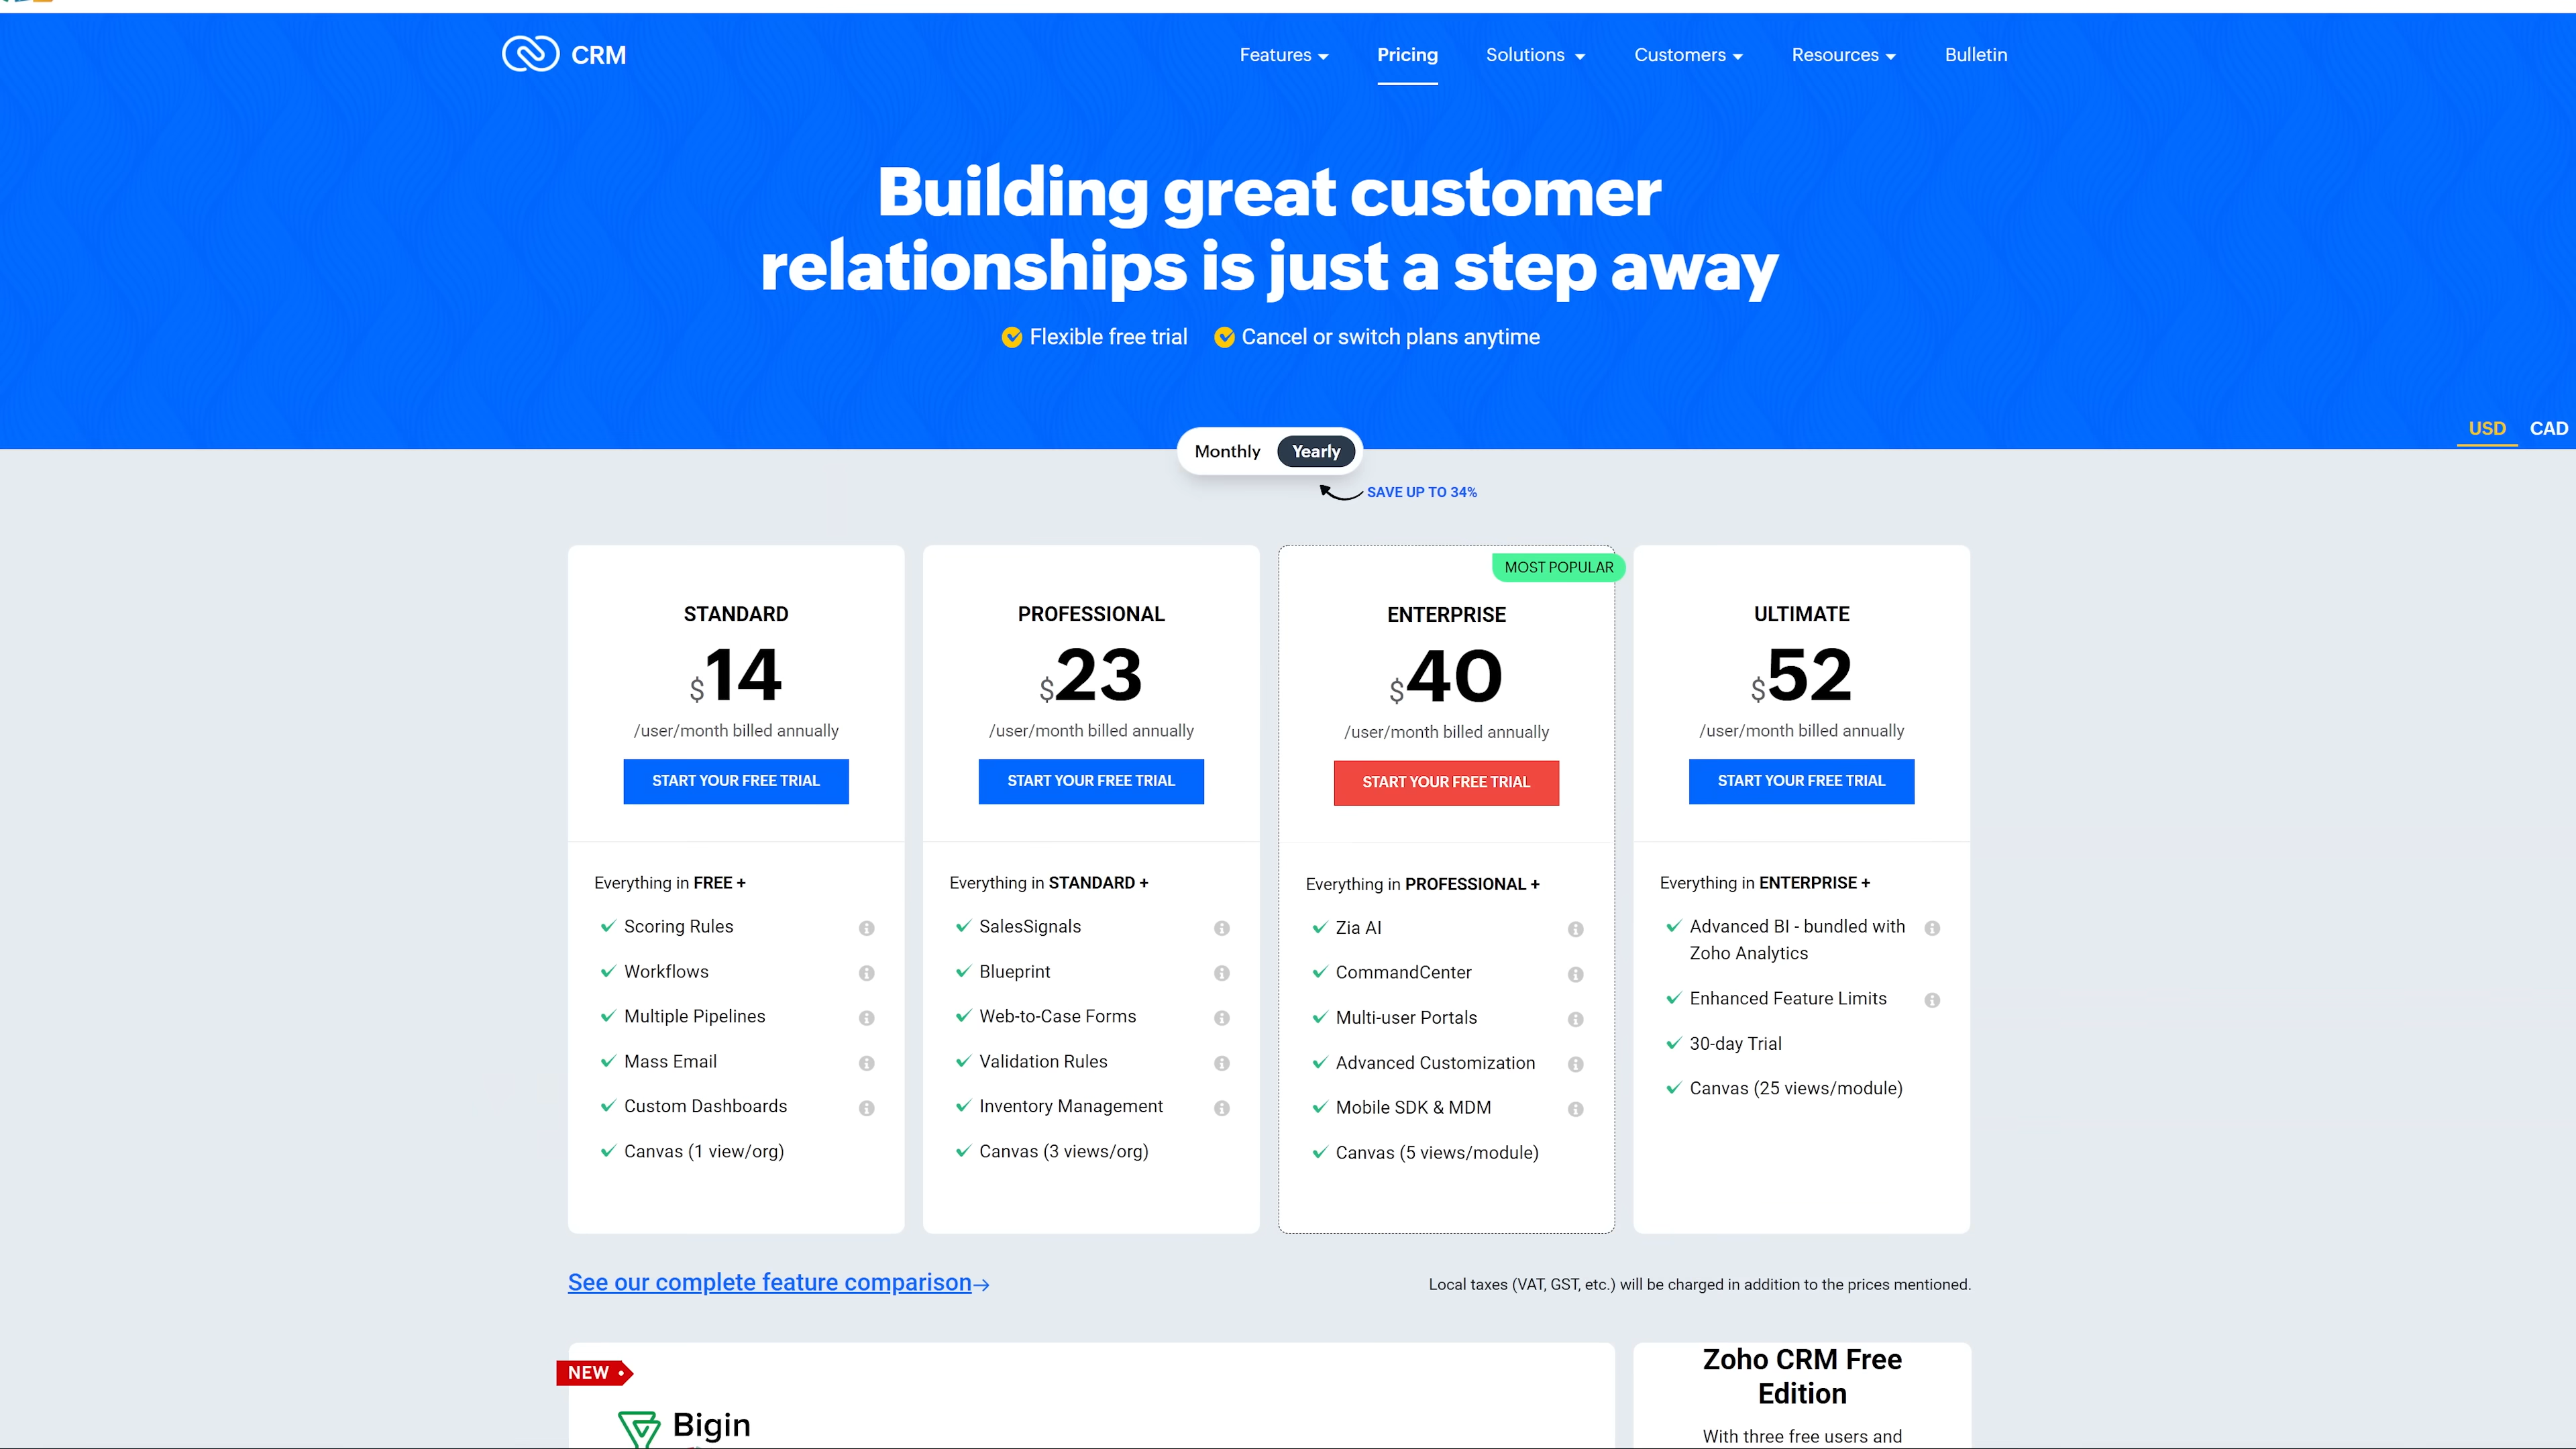 CRM
Features
Pricing
Solutions
Customers
Resources
Bulletin
Building great customer
relationships is just a step away
Flexible free trial
Cancel or switch plans anytime
USD
CAD
Monthly
Yearly
SAVE UP TO 34%
STANDARD
$14
/user/month billed annually
START YOUR FREE TRIAL
Everything in FREE +
Scoring Rules
Workflows
Multiple Pipelines
Mass Email
Custom Dashboards
Canvas (1 view/org)
PROFESSIONAL
$23
/user/month billed annually
START YOUR FREE TRIAL
Everything in STANDARD +
SalesSignals
Blueprint
Web-to-Case Forms
Validation Rules
Inventory Management
Canvas (3 views/org)
MOST POPULAR
ENTERPRISE
$40
/user/month billed annually
START YOUR FREE TRIAL
Everything in PROFESSIONAL +
Zia AI
CommandCenter
Multi-user Portals
Advanced Customization
Mobile SDK & MDM
Canvas (5 views/module)
ULTIMATE
$52
/user/month billed annually
START YOUR FREE TRIAL
Everything in ENTERPRISE +
Advanced BI - bundled with
Zoho Analytics
Enhanced Feature Limits
30-day Trial
Canvas (25 views/module)
See our complete feature comparison→
Local taxes (VAT, GST, etc.) will be charged in addition to the prices mentioned.
NEW
Bigin
Zoho CRM Free
Edition
With three free users and